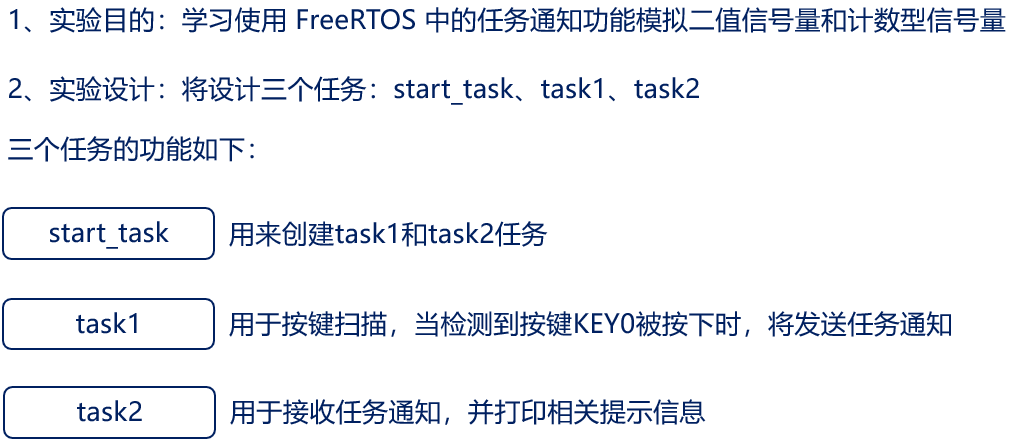 1、实验目的：学习使用 FreeRTOS 中的任务通知功能模拟二值信号量和计数型信号量
2、实验设计：将设计三个任务：start_task、task1、task2
三个任务的功能如下：
start_task 用来创建task1和task2任务
task1 用于按键扫描，当检测到按键KEY0被按下时，将发送任务通知
task2 用于接收任务通知，并打印相关提示信息